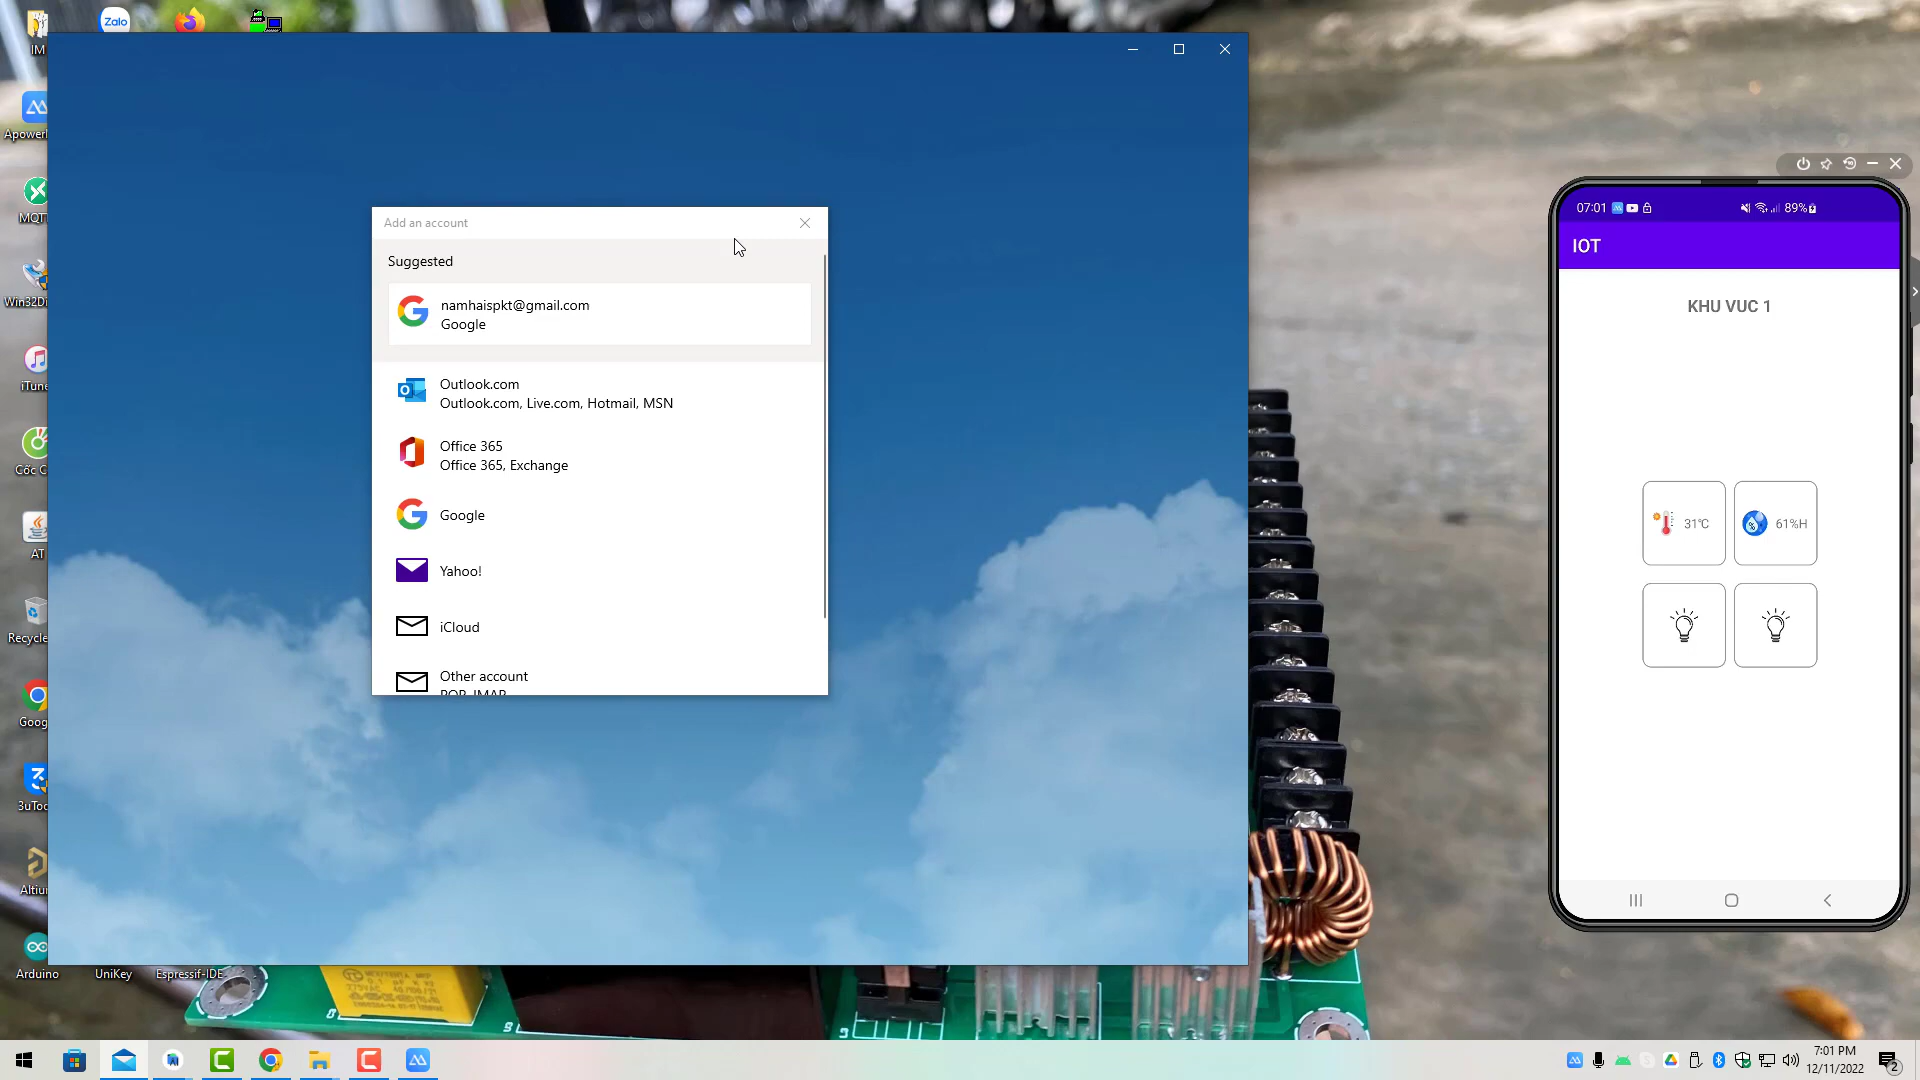 IM
Zalo
Apower
MQT
Win32Di
iTune
Cốc C
AT
Recycle
Goog
3uToo
Altiu
Arduino
UniKey
Espressif-IDE
Add an account
Suggested
namhaispkt@gmail.com
Google
Outlook.com
Outlook.com, Live.com, Hotmail, MSN
Office 365
Office 365, Exchange
Google
Yahoo!
iCloud
Other account
POP, IMAP
07:01
89%
IOT
KHU VUC 1
31℃
61%H
7:01 PM
12/11/2022
2